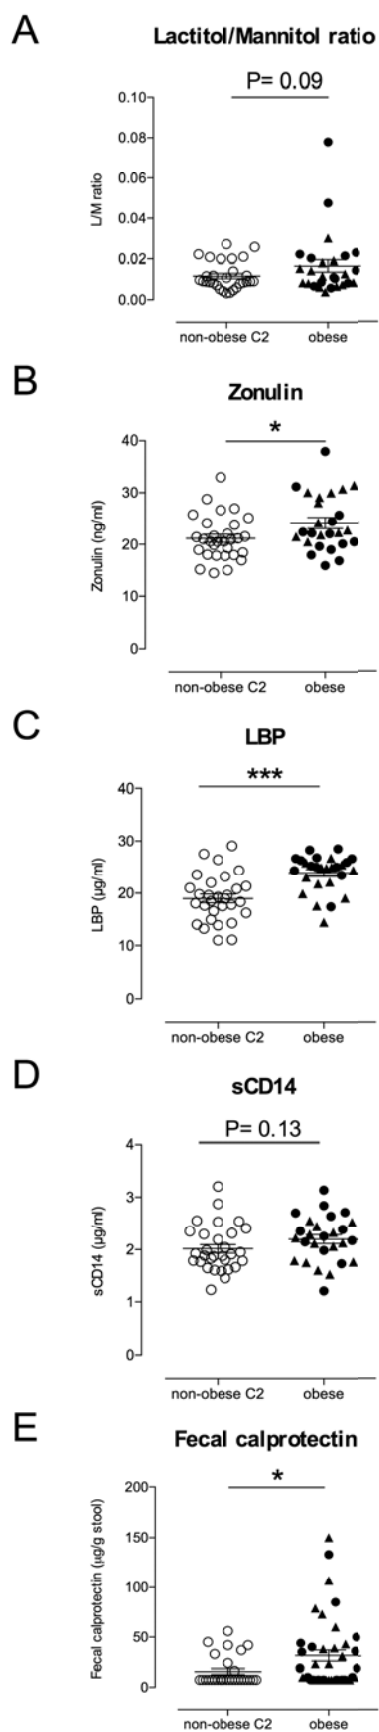 A
Lactitol/Mannitol ratio
P= 0.09
0.10
0.08
0.06
0.04
0.02
0.00
L/M ratio
non-obese C2 obese
B
Zonulin
*
40
30
20
10
0
Zonulin (ng/ml)
non-obese C2 obese
C
LBP
***
40
30
20
10
0
LBP (µg/ml)
non-obese C2 obese
D
sCD14
P= 0.13
4
3
2
1
0
sCD14 (µg/ml)
non-obese C2 obese
E
Fecal calprotectin
*
200
150
100
50
0
Fecal calprotectin (µg/g stool)
non-obese C2 obese